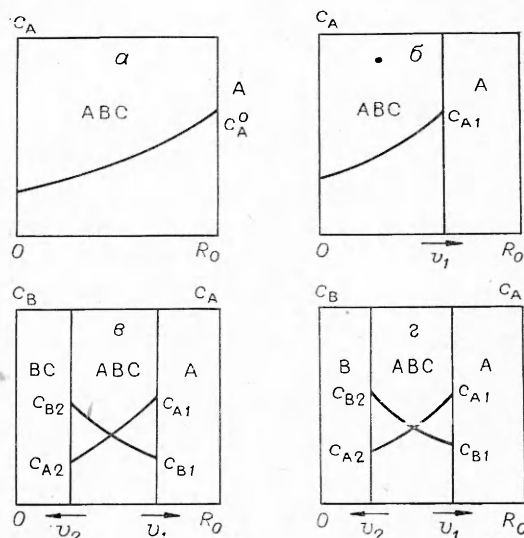 C_A
а
ABC
A
C_A^0
0
R_0
C_A
б
ABC
A
C_A1
0
v_1
R_0
C_B
C_A
в
BC
ABC
A
C_B2
C_A1
C_A2
C_B1
0
v_2
v_1
R_0
C_B
C_A
г
B
ABC
A
C_B2
C_A1
C_A2
C_B1
0
v_2
v_1
R_0